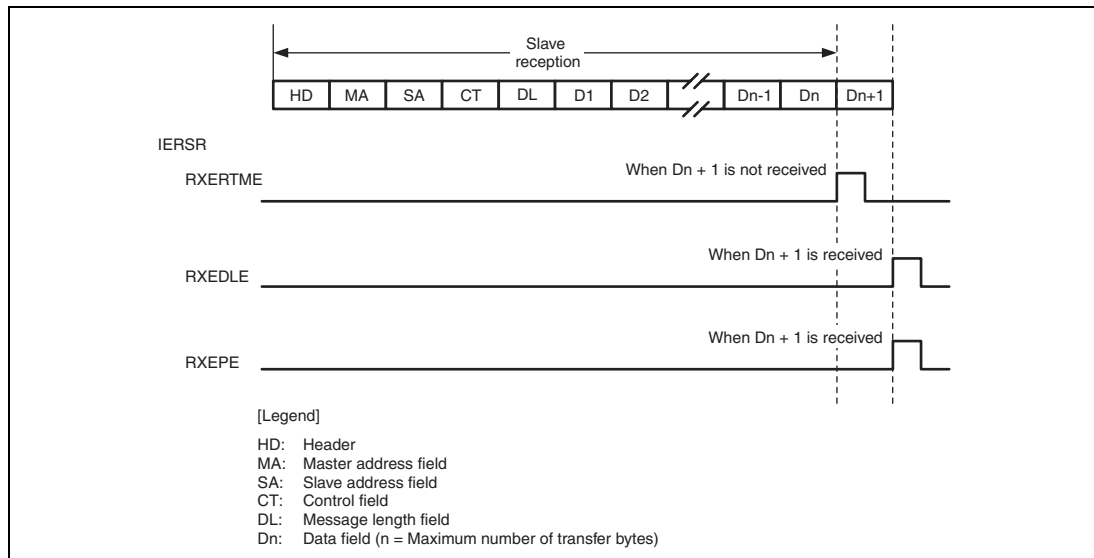 Slave
reception
HD MA SA CT DL D1 D2 Dn-1 Dn Dn+1
IERSR
When Dn + 1 is not received
RXERTME
When Dn + 1 is received
RXEDLE
When Dn + 1 is received
RXEPE
[Legend]
HD: Header
MA: Master address field
SA: Slave address field
CT: Control field
DL: Message length field
Dn: Data field (n = Maximum number of transfer bytes)